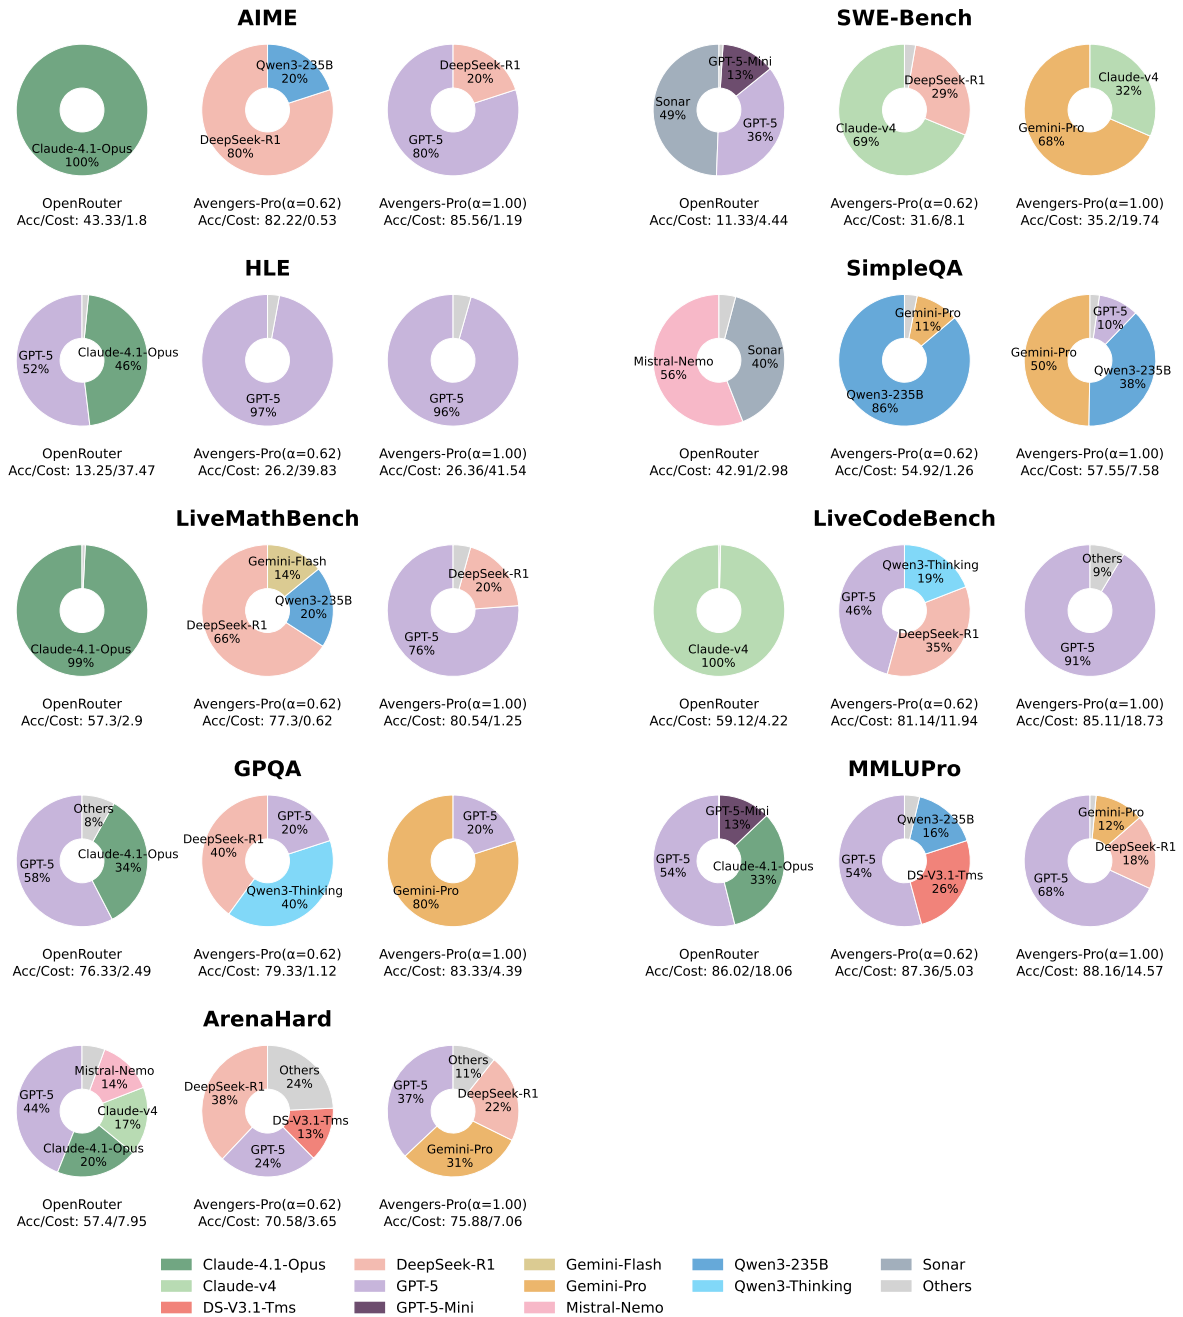 AIME
Claude-4.1-Opus
100%
OpenRouter
Acc/Cost: 43.33/1.8
Qwen3-235B
20%
DeepSeek-R1
80%
Avengers-Pro(α=0.62)
Acc/Cost: 82.22/0.53
DeepSeek-R1
20%
GPT-5
80%
Avengers-Pro(α=1.00)
Acc/Cost: 85.56/1.19
SWE-Bench
GPT-5-Mini
13%
Sonar
49%
GPT-5
36%
OpenRouter
Acc/Cost: 11.33/4.44
DeepSeek-R1
29%
Claude-v4
69%
Avengers-Pro(α=0.62)
Acc/Cost: 31.6/8.1
Claude-v4
32%
Gemini-Pro
68%
Avengers-Pro(α=1.00)
Acc/Cost: 35.2/19.74
HLE
GPT-5
52%
Claude-4.1-Opus
46%
OpenRouter
Acc/Cost: 13.25/37.47
GPT-5
97%
Avengers-Pro(α=0.62)
Acc/Cost: 26.2/39.83
GPT-5
96%
Avengers-Pro(α=1.00)
Acc/Cost: 26.36/41.54
SimpleQA
Mistral-Nemo
56%
Sonar
40%
OpenRouter
Acc/Cost: 42.91/2.98
Gemini-Pro
11%
Qwen3-235B
86%
Avengers-Pro(α=0.62)
Acc/Cost: 54.92/1.26
GPT-5
10%
Gemini-Pro
50%
Qwen3-235B
38%
Avengers-Pro(α=1.00)
Acc/Cost: 57.55/7.58
LiveMathBench
Claude-4.1-Opus
99%
OpenRouter
Acc/Cost: 57.3/2.9
Gemini-Flash
14%
Qwen3-235B
20%
DeepSeek-R1
66%
Avengers-Pro(α=0.62)
Acc/Cost: 77.3/0.62
DeepSeek-R1
20%
GPT-5
76%
Avengers-Pro(α=1.00)
Acc/Cost: 80.54/1.25
LiveCodeBench
Claude-v4
100%
OpenRouter
Acc/Cost: 59.12/4.22
Qwen3-Thinking
19%
GPT-5
46%
DeepSeek-R1
35%
Avengers-Pro(α=0.62)
Acc/Cost: 81.14/11.94
Others
9%
GPT-5
91%
Avengers-Pro(α=1.00)
Acc/Cost: 85.11/18.73
GPQA
Others
8%
GPT-5
58%
Claude-4.1-Opus
34%
OpenRouter
Acc/Cost: 76.33/2.49
GPT-5
20%
DeepSeek-R1
40%
Qwen3-Thinking
40%
Avengers-Pro(α=0.62)
Acc/Cost: 79.33/1.12
GPT-5
20%
Gemini-Pro
80%
Avengers-Pro(α=1.00)
Acc/Cost: 83.33/4.39
MMLUPro
GPT-5-Mini
13%
GPT-5
54%
Claude-4.1-Opus
33%
OpenRouter
Acc/Cost: 86.02/18.06
Qwen3-235B
16%
GPT-5
54%
DS-V3.1-Tms
26%
Avengers-Pro(α=0.62)
Acc/Cost: 87.36/5.03
Gemini-Pro
12%
DeepSeek-R1
18%
GPT-5
68%
Avengers-Pro(α=1.00)
Acc/Cost: 88.16/14.57
ArenaHard
Mistral-Nemo
14%
GPT-5
44%
Claude-v4
17%
Claude-4.1-Opus
20%
OpenRouter
Acc/Cost: 57.4/7.95
Others
24%
DeepSeek-R1
38%
DS-V3.1-Tms
13%
GPT-5
24%
Avengers-Pro(α=0.62)
Acc/Cost: 70.58/3.65
Others
11%
GPT-5
37%
DeepSeek-R1
22%
Gemini-Pro
31%
Avengers-Pro(α=1.00)
Acc/Cost: 75.88/7.06
Claude-4.1-Opus
Claude-v4
DS-V3.1-Tms
DeepSeek-R1
GPT-5
GPT-5-Mini
Gemini-Flash
Gemini-Pro
Mistral-Nemo
Qwen3-235B
Qwen3-Thinking
Sonar
Others